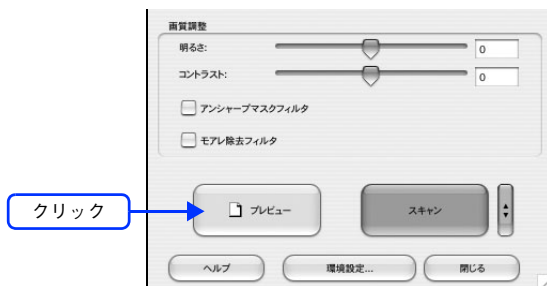 画質調整
明るさ: 0
コントラスト: 0
アンシャープマスクフィルタ
モアレ除去フィルタ
クリック
プレビュー スキャン
ヘルプ 環境設定... 閉じる